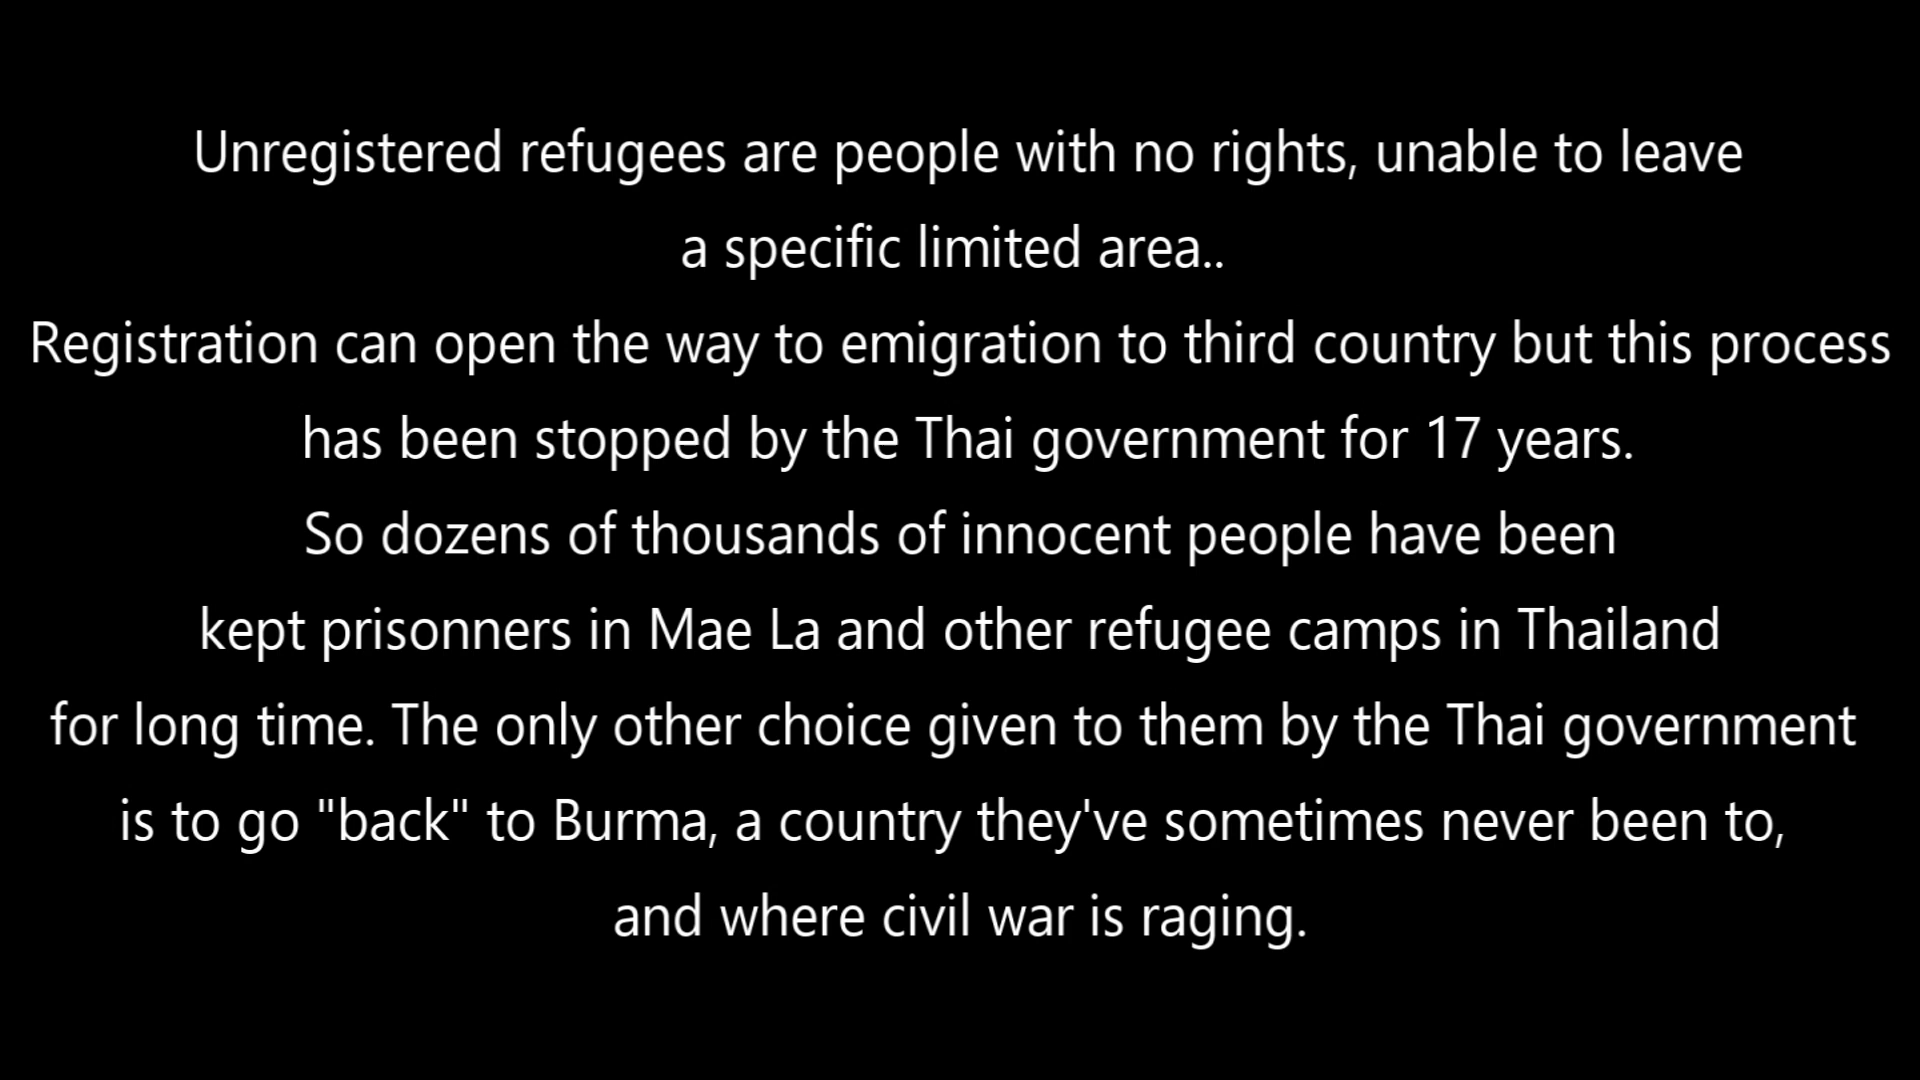 Unregistered refugees are people with no rights, unable to leave
a specific limited area..
Registration can open the way to emigration to third country but this process
has been stopped by the Thai government for 17 years.
So dozens of thousands of innocent people have been
kept prisonners in Mae La and other refugee camps in Thailand
for long time. The only other choice given to them by the Thai government
is to go "back" to Burma, a country they've sometimes never been to,
and where civil war is raging.